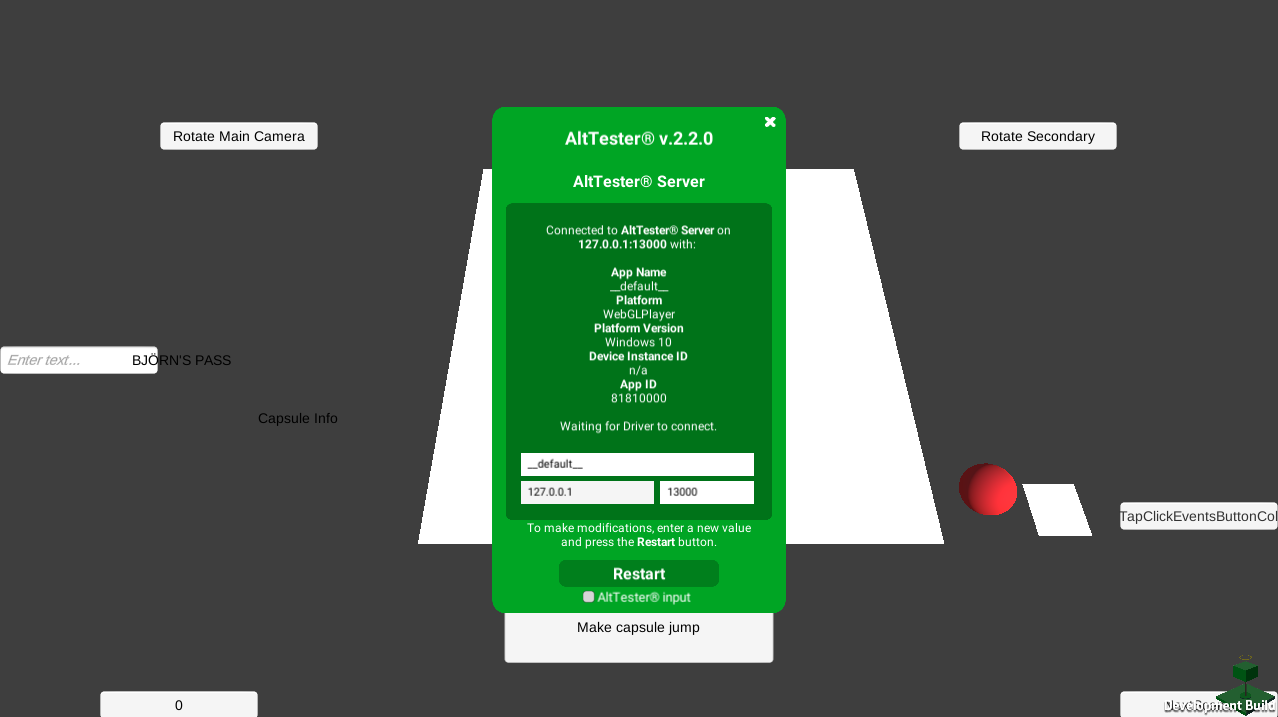 AltTester® v.2.2.0
Rotate Main Camera
Rotate Secondary
AltTester® Server
Connected to AltTester® Server on
127.0.0.1:13000 with:
App Name
__default__
Platform
WebGLPlayer
Platform Version
Windows 10
Device Instance ID
n/a
App ID
81810000
Waiting for Driver to connect.
Enter text...
BJÖRN'S PASS
Capsule Info
__default__
127.0.0.1
13000
TapClickEventsButtonCol
To make modifications, enter a new value
and press the Restart button.
Restart
AltTester® input
Make capsule jump
0
Development Build